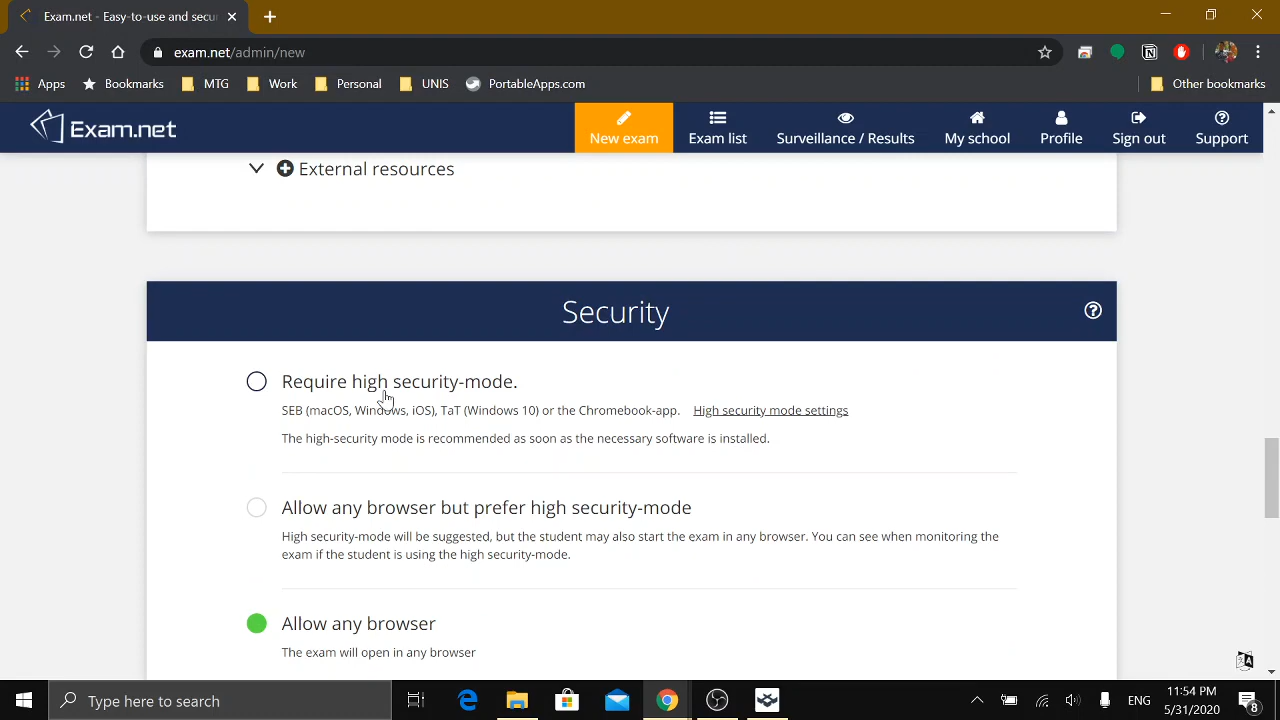 Exam.net - Easy-to-use and secu
exam.net/admin/new
Apps Bookmarks MTG Work Personal UNIS PortableApps.com Other bookmarks
Exam.net
New exam Exam list Surveillance / Results My school Profile Sign out Support
External resources
Security
Require high security-mode.
SEB (macOS, Windows, iOS), TaT (Windows 10) or the Chromebook-app. High security mode settings
The high-security mode is recommended as soon as the necessary software is installed.
Allow any browser but prefer high security-mode
High security-mode will be suggested, but the student may also start the exam in any browser. You can see when monitoring the
exam if the student is using the high security-mode.
Allow any browser
The exam will open in any browser
Type here to search
ENG
11:54 PM
5/31/2020
8